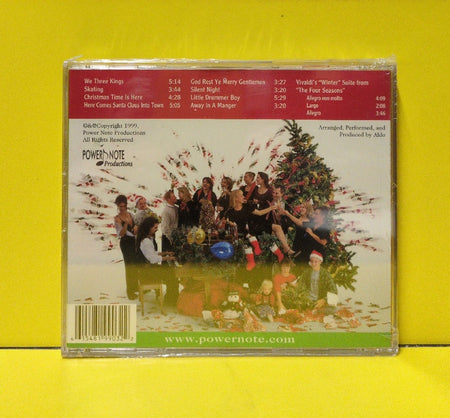 We Three Kings 5:14
Skating 3:44
Christmas Time Is Here 4:28
Here Comes Santa Claus Into Town 5:05
God Rest Ye Merry Gentlemen 3:27
Silent Night 3:20
Little Drummer Boy 5:29
Away In A Manger 3:20
Vivaldi's "Winter" Suite from
"The Four Seasons"
Allegro non molto 4:09
Largo 2:08
Allegro 3:46
©&℗Copyright 1999,
Power Note Productions
All Rights Reserved
POWER NOTE
Productions
Arranged, Performed, and
Produced by Aldo
www.powernote.com